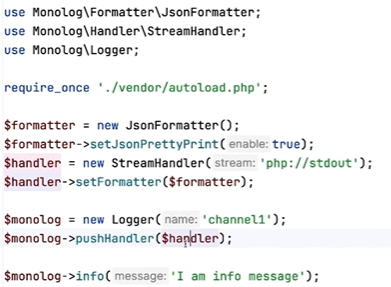 use Monolog\Formatter\JsonFormatter;
use Monolog\Handler\StreamHandler;
use Monolog\Logger;
require_once './vendor/autoload.php';
$formatter = new JsonFormatter();
$formatter->setJsonPrettyPrint( enable: true);
$handler = new StreamHandler( stream: 'php://stdout');
$handler->setFormatter($formatter);
$monolog = new Logger( name: 'channel1');
$monolog->pushHandler($handler);
$monolog->info( message: 'I am info message');